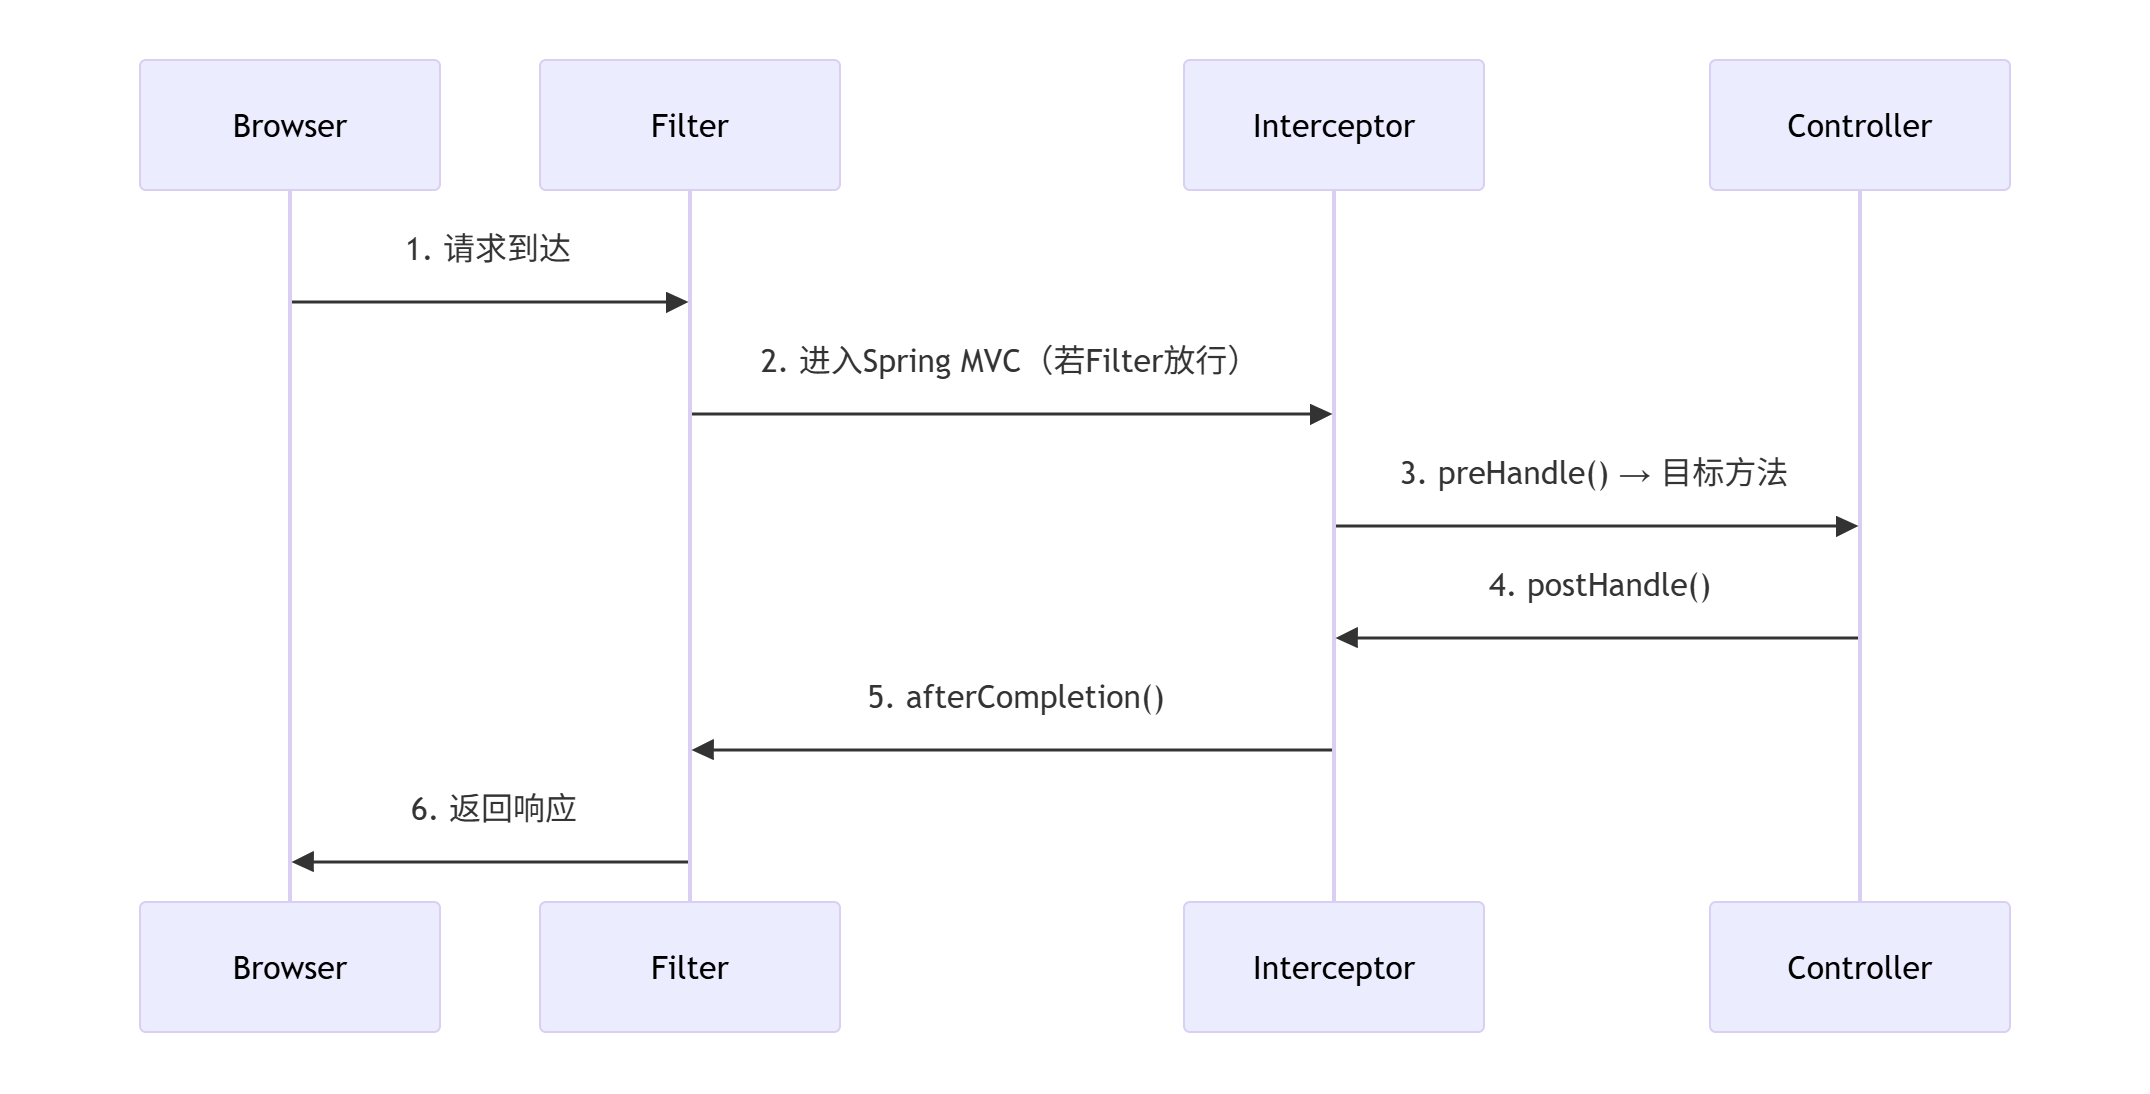 Browser
Filter
Interceptor
Controller
1. 请求到达
2. 进入Spring MVC（若Filter放行）
3. preHandle() → 目标方法
4. postHandle()
5. afterCompletion()
6. 返回响应
Browser
Filter
Interceptor
Controller